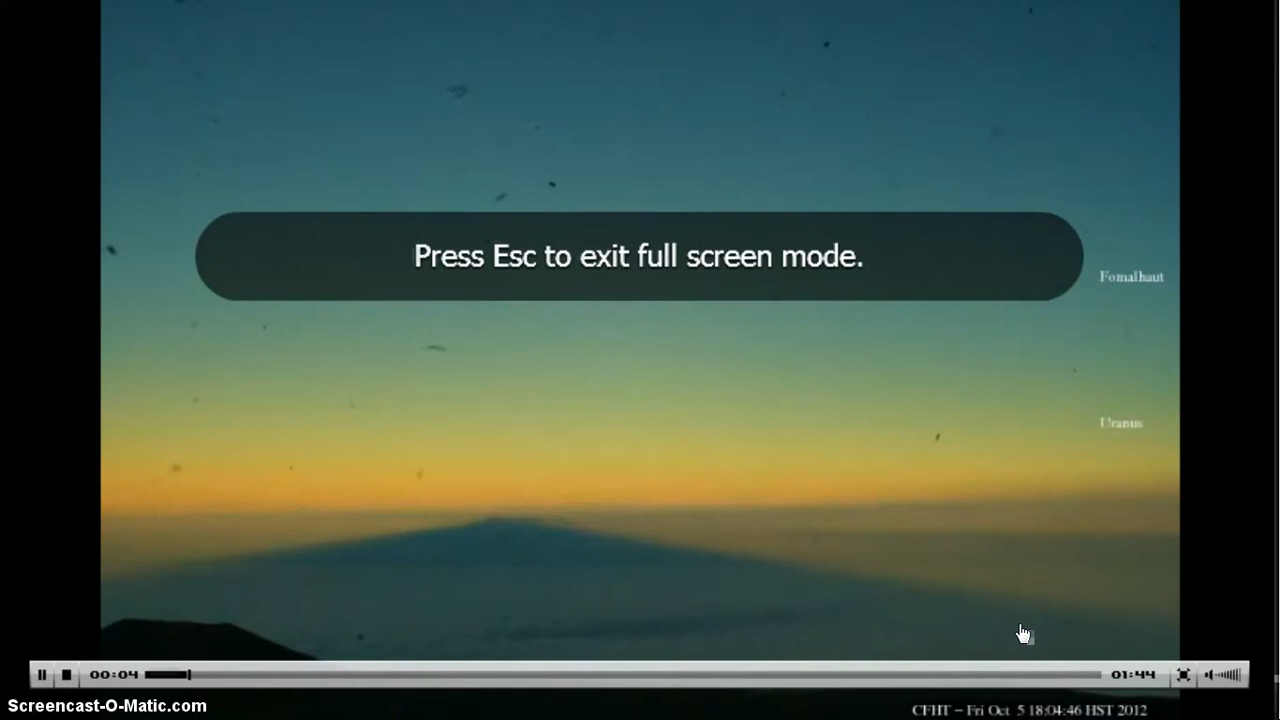 Press Esc to exit full screen mode.
Fomalhaut
Uranus
00:04
01:44
Screencast-O-Matic.com
CFHT – Fri Oct 5 18:04:46 HST 2012